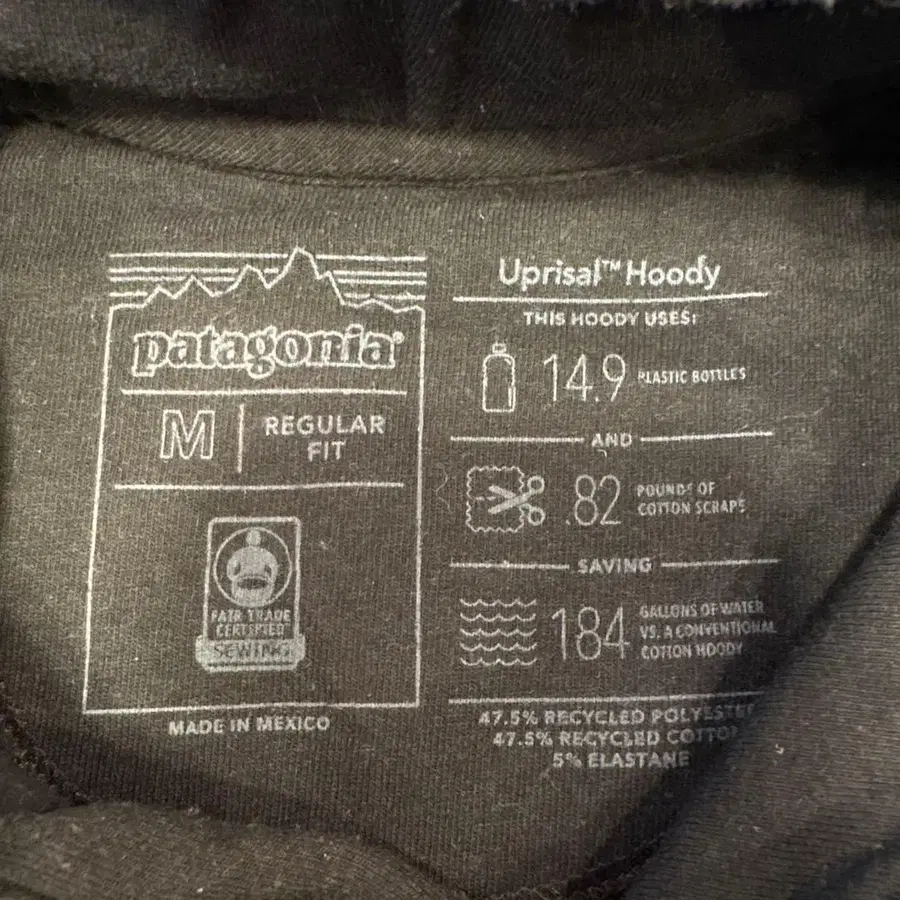 patagonia®
M
REGULAR
FIT
FAIR TRADE
CERTIFIED™
SEWING
MADE IN MEXICO
Uprisal™ Hoody
THIS HOODY USES:
14.9 PLASTIC BOTTLES
AND
.82 POUNDS OF
COTTON SCRAPS
SAVING
184 GALLONS OF WATER
VS. A CONVENTIONAL
COTTON HOODY
47.5% RECYCLED POLYESTER
47.5% RECYCLED COTTON
5% ELASTANE